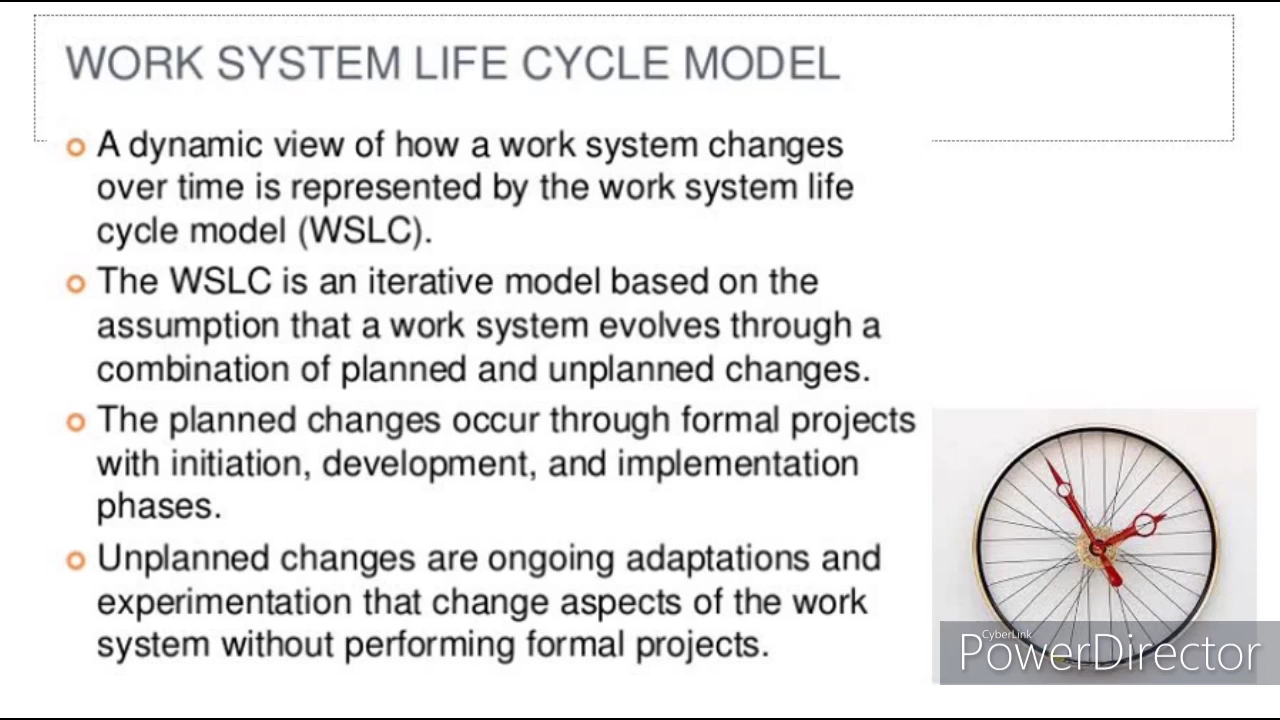 WORK SYSTEM LIFE CYCLE MODEL
A dynamic view of how a work system changes
over time is represented by the work system life
cycle model (WSLC).
The WSLC is an iterative model based on the
assumption that a work system evolves through a
combination of planned and unplanned changes.
The planned changes occur through formal projects
with initiation, development, and implementation
phases.
Unplanned changes are ongoing adaptations and
experimentation that change aspects of the work
system without performing formal projects.
CyberLink
PowerDirector